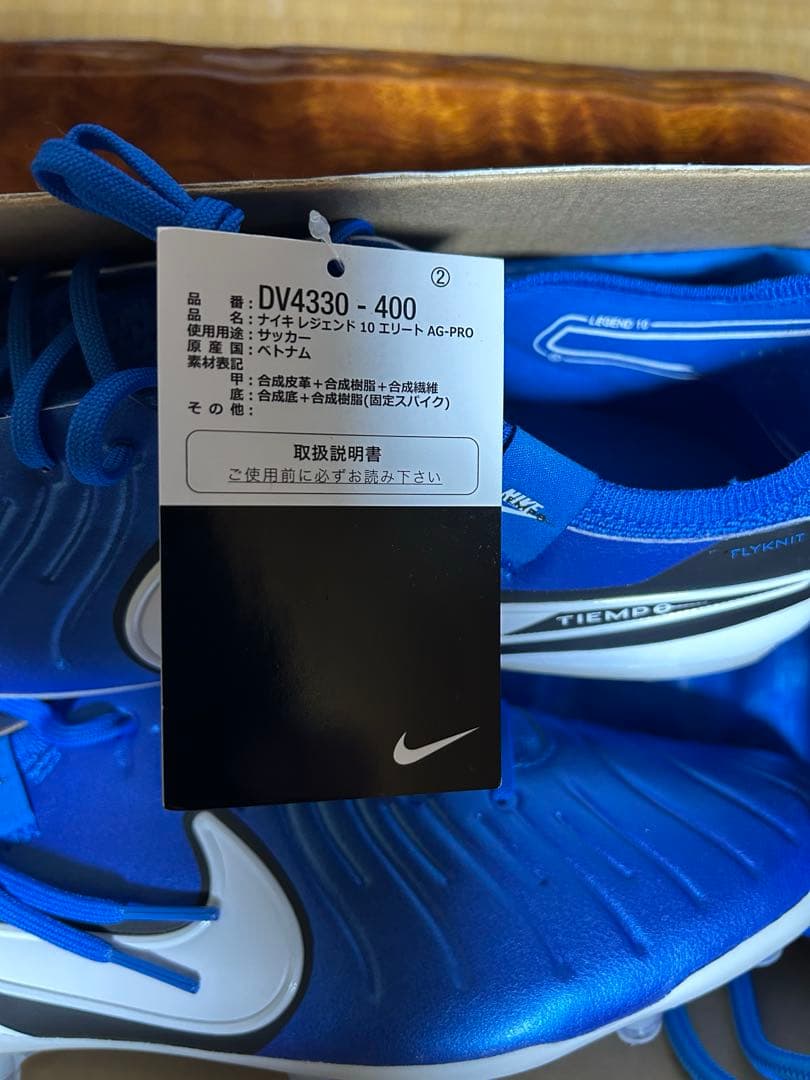 ②
品 番 : DV4330 - 400
品 名 : ナイキ レジェンド 10 エリート AG-PRO
使用用途 : サッカー
原 産 国 : ベトナム
素材表記
甲 : 合成皮革＋合成樹脂＋合成繊維
底 : 合成底＋合成樹脂(固定スパイク)
そ の 他 :
取扱説明書
ご使用前に必ずお読み下さい
LEGEND 10
NIKE
FLYKNIT
TIEMPO